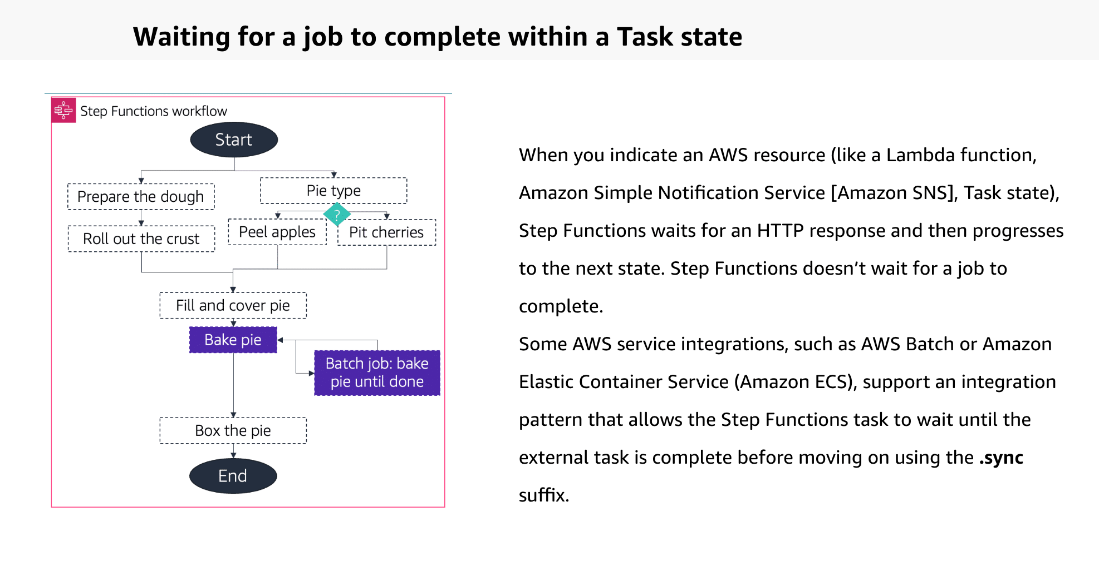 Waiting for a job to complete within a Task state
Step Functions workflow
Start
Prepare the dough
Pie type
?
Roll out the crust
Peel apples
Pit cherries
Fill and cover pie
Bake pie
Batch job: bake
pie until done
Box the pie
End
When you indicate an AWS resource (like a Lambda function,
Amazon Simple Notification Service [Amazon SNS], Task state),
Step Functions waits for an HTTP response and then progresses
to the next state. Step Functions doesn’t wait for a job to
complete.
Some AWS service integrations, such as AWS Batch or Amazon
Elastic Container Service (Amazon ECS), support an integration
pattern that allows the Step Functions task to wait until the
external task is complete before moving on using the .sync
suffix.